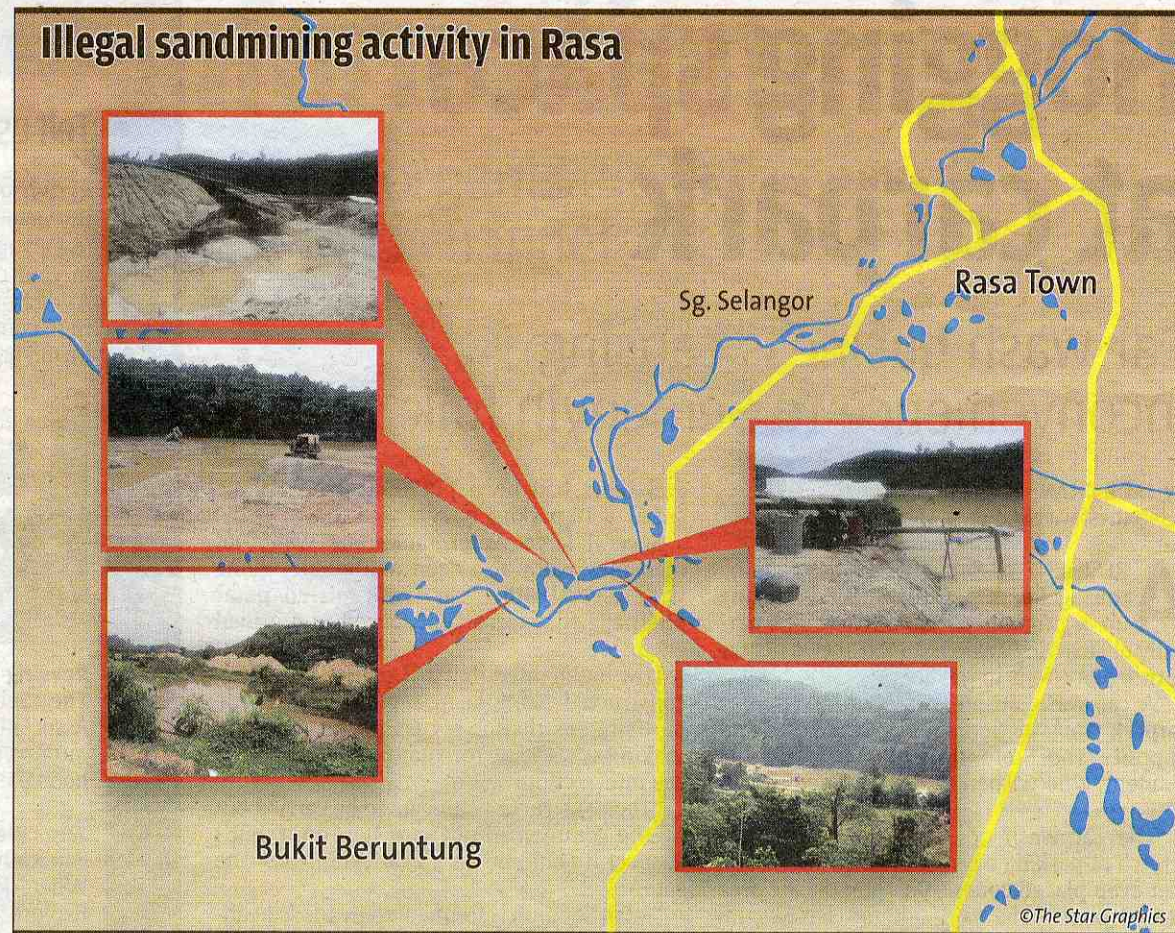 Illegal sandmining activity in Rasa
Sg. Selangor
Rasa Town
Bukit Beruntung
©The Star Graphics